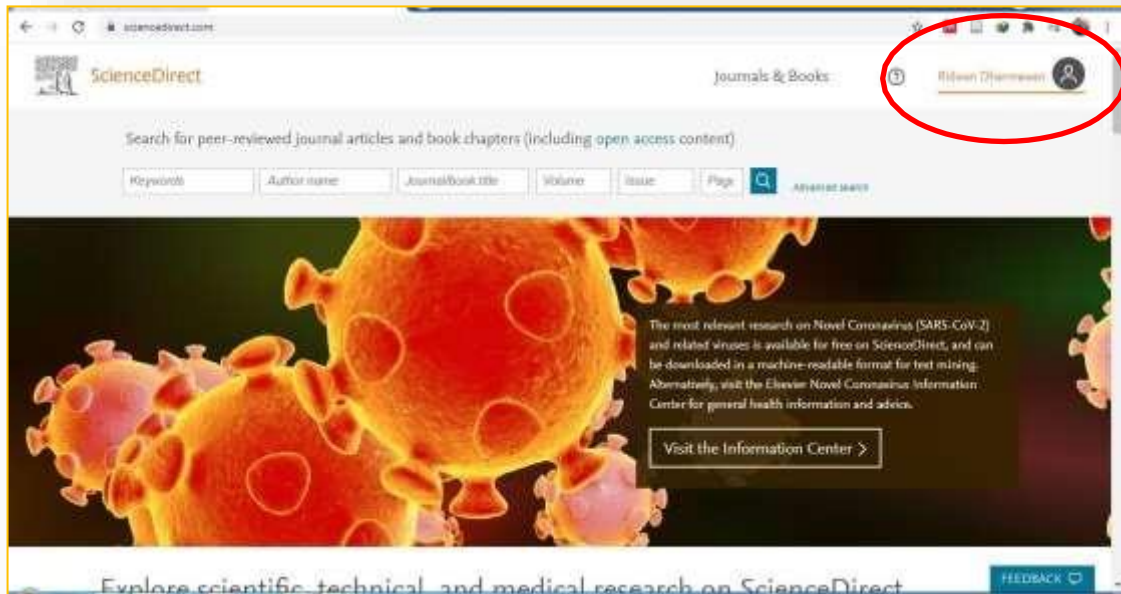 sciencedirect.com
ScienceDirect
Journals & Books
?
Search for peer-reviewed journal articles and book chapters (including open access content)
Keywords
Author name
Journal/book title
Volume
Issue
Page
Advanced search
The most relevant research on Novel Coronavirus (SARS-CoV-2)
and related viruses is available for free on ScienceDirect, and can
be downloaded in a machine-readable format for text mining.
Alternatively, visit the Elsevier Novel Coronavirus Information
Center for general health information and advice.
Visit the Information Center >
Explore scientific, technical, and medical research on ScienceDirect
FEEDBACK